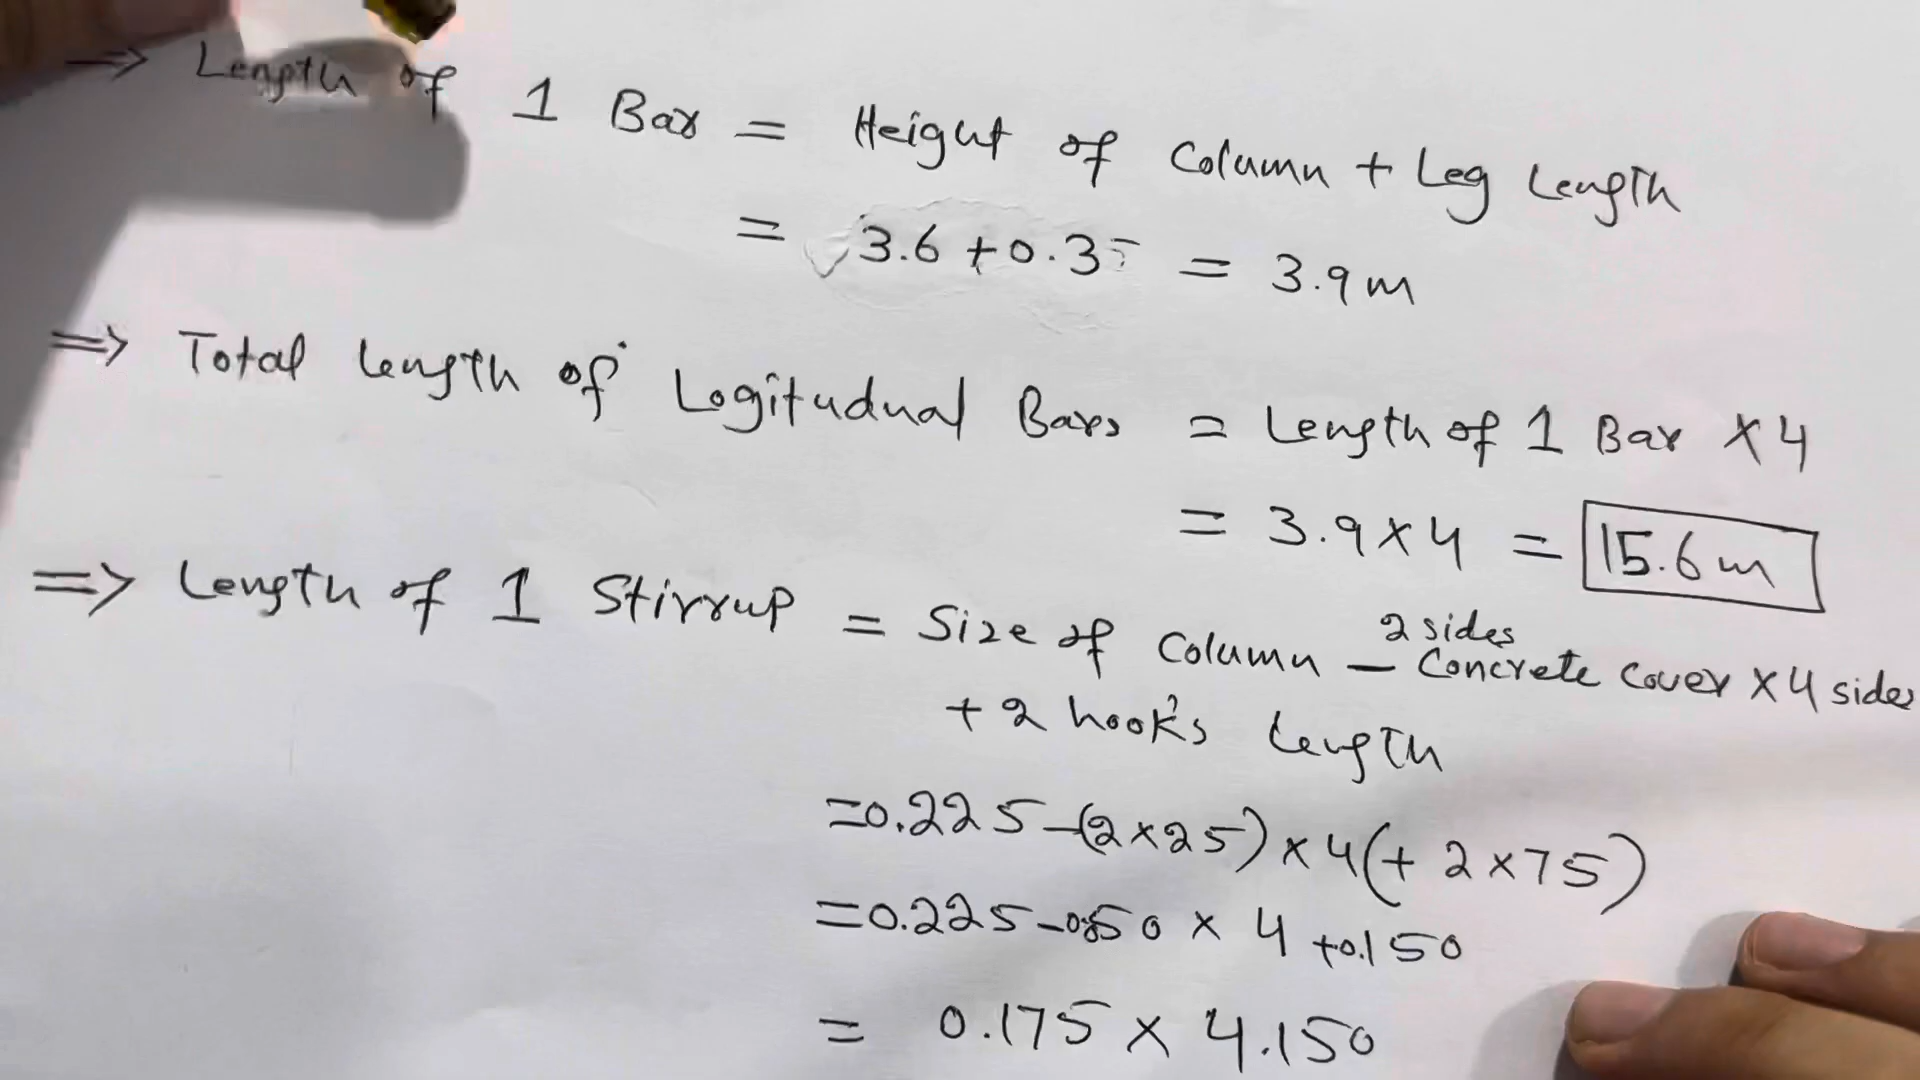 => Length of 1 Bar = Height of Column + Leg Length
= 3.6 + 0.35 = 3.9m
=> Total Length of Logitudual Bars = Length of 1 Bar × 4
= 3.9 × 4 = 15.6m
=> Length of 1 Stirrup = Size of Column - 2 sides Concrete Cover × 4 sides
+ 2 hook's Length
= 0.225 - (2×25) × 4 (+ 2×75)
= 0.225 - 0.050 × 4 + 0.150
= 0.175 × 4.150